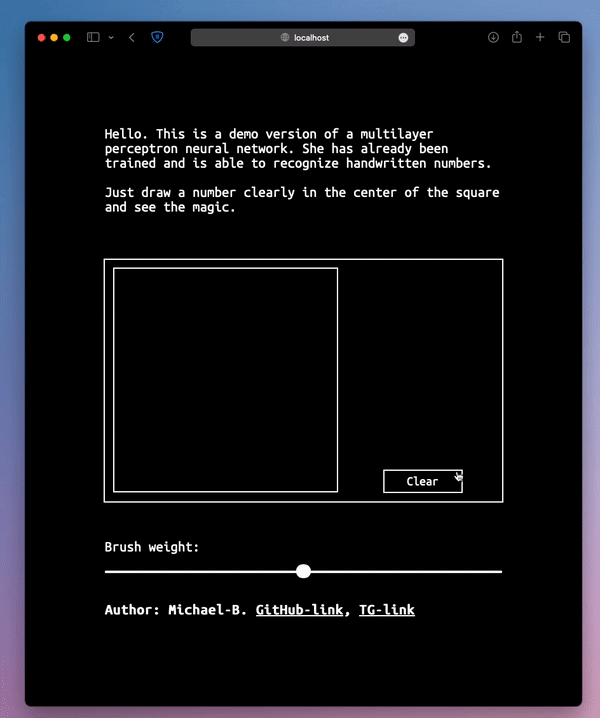 localhost
Hello. This is a demo version of a multilayer
perceptron neural network. She has already been
trained and is able to recognize handwritten numbers.
Just draw a number clearly in the center of the square
and see the magic.
Clear
Brush weight:
Author: Michael-B. GitHub-link, TG-link